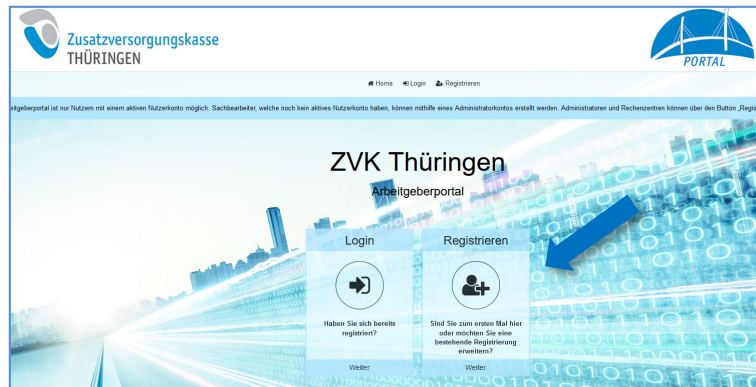 Zusatzversorgungskasse
THÜRINGEN
PORTAL
Home Login Registrieren
ist nur Nutzern mit einem aktiven Nutzerkonto möglich. Sachbearbeiter, welche noch kein aktives Nutzerkonto haben, können mithilfe eines Administratorkontos erstellt werden. Administratoren und Rechenzentren können über den Button
ZVK Thüringen
Arbeitgeberportal
Login
Registrieren
Haben Sie sich bereits
registriert?
Sind Sie zum ersten Mal hier
oder möchten Sie eine
bestehende Registrierung
erweitern?
Weiter
Weiter